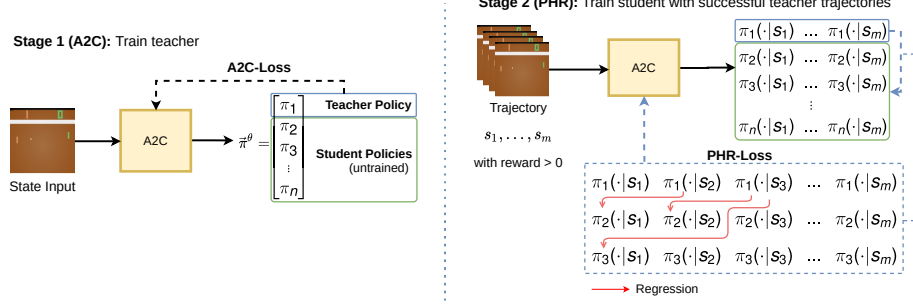 Stage 1 (A2C): Train teacher
A2C-Loss
A2C
State Input
π⃗^θ =
π₁
π₂
π₃
⋮
πₙ
Teacher Policy
Student Policies
(untrained)
Stage 2 (PHR): Train student with successful teacher trajectories
Trajectory
s₁, . . . , sₘ
with reward > 0
A2C
π₁(·|s₁) ... π₁(·|sₘ)
π₂(·|s₁) ... π₂(·|sₘ)
π₃(·|s₁) ... π₃(·|sₘ)
⋮
πₙ(·|s₁) ... πₙ(·|sₘ)
PHR-Loss
π₁(·|s₁) π₁(·|s₂) π₁(·|s₃) ... π₁(·|sₘ)
π₂(·|s₁) π₂(·|s₂) π₂(·|s₃) ... π₂(·|sₘ)
π₃(·|s₁) π₃(·|s₂) π₃(·|s₃) ... π₃(·|sₘ)
Regression